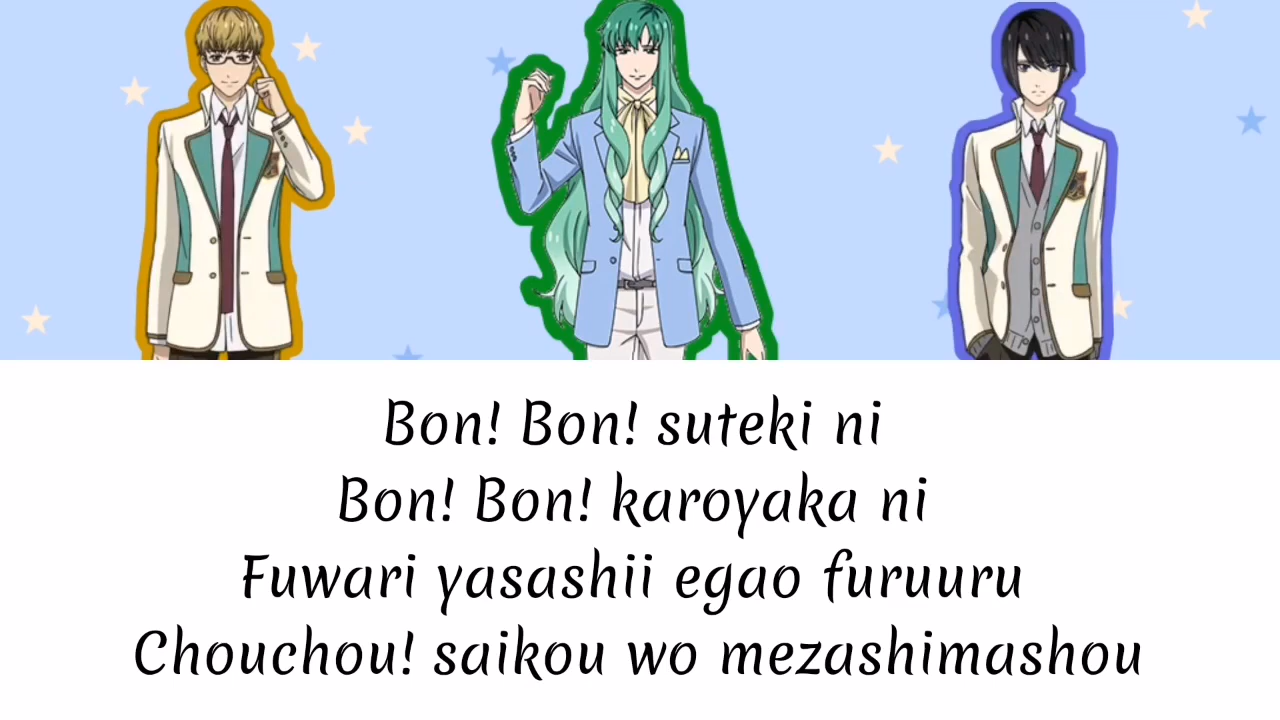 Bon! Bon! suteki ni
Bon! Bon! karoyaka ni
Fuwari yasashii egao furuuru
Chouchou! saikou wo mezashimashou